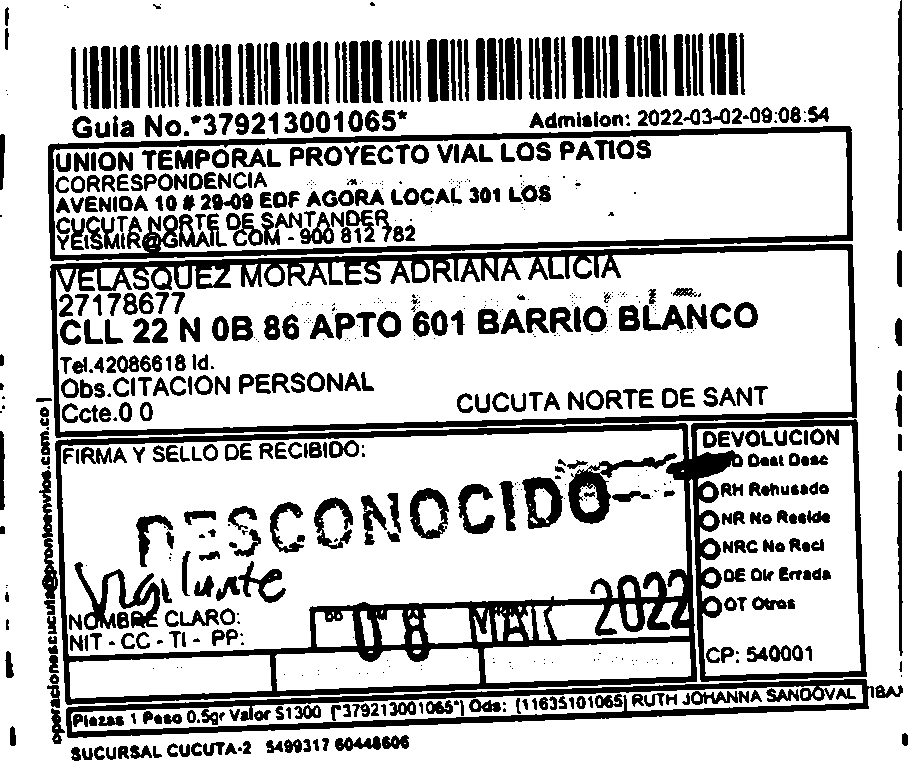 Guia No.*379213001065*
Admision: 2022-03-02-09:08:54
UNION TEMPORAL PROYECTO VIAL LOS PATIOS
CORRESPONDENCIA
AVENIDA 10 # 29-09 EDF AGORA LOCAL 301 LOS
CUCUTA NORTE DE SANTANDER
YEISMIR@GMAIL COM - 900 812 782
VELASQUEZ MORALES ADRIANA ALICIA
27178677
CLL 22 N 0B 86 APTO 601 BARRIO BLANCO
Tel.42086618 Id.
Obs.CITACION PERSONAL
Ccte.0 0
CUCUTA NORTE DE SANT
FIRMA Y SELLO DE RECIBIDO:
DESCONOCIDO
Vigilante
NOMBRE CLARO:
NIT - CC - TI - PP:
08 MAR 2022
DEVOLUCION
D Dest Desc
RH Rehusado
NR No Reside
NRC No Recl
DE Dir Errada
OT Otros
CP: 540001
Piezas 1 Peso 0.5gr Valor $1300 [*379213001065*] Ods: [11635101065] RUTH JOHANNA SANDOVAL
SUCURSAL CUCUTA-2 5499317 60448606
operacionescucuta@prontoenvios.com.co